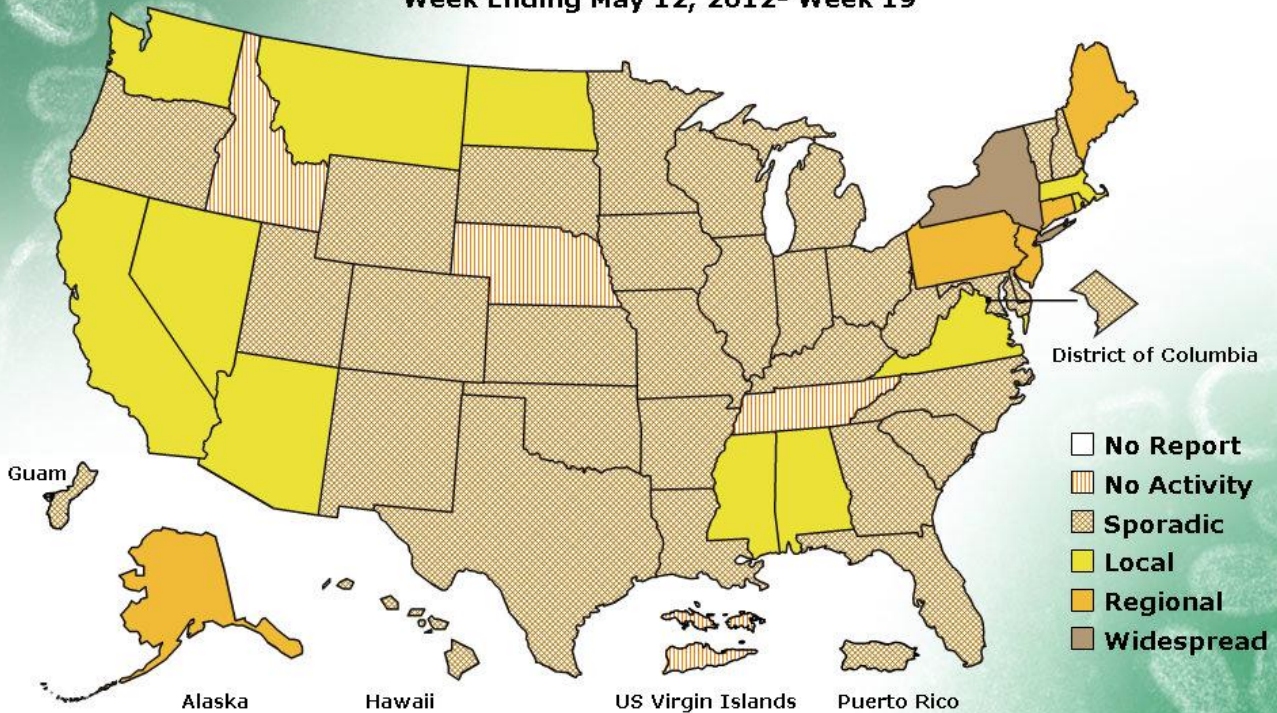 Week Ending May 12, 2012- Week 19
District of Columbia
Guam
No Report
No Activity
Sporadic
Local
Regional
Widespread
Alaska
Hawaii
US Virgin Islands
Puerto Rico